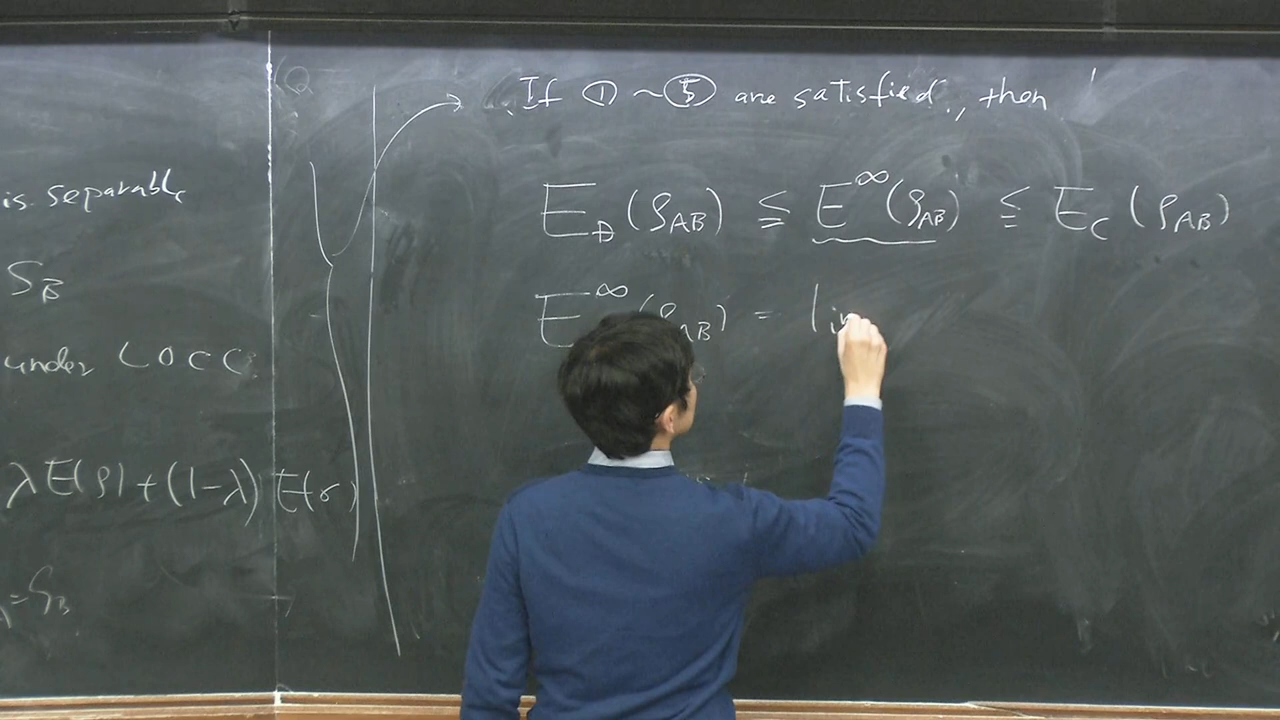 is separable
S_B
under LOCC
λE(ρ)+(1-λ)E(σ)
=S_B
If ① ~ ⑤ are satisfied, then
E_D(ρ_AB) ≦ E^∞(ρ_AB) ≦ E_C(ρ_AB)
E^∞(ρ_AB) = lim